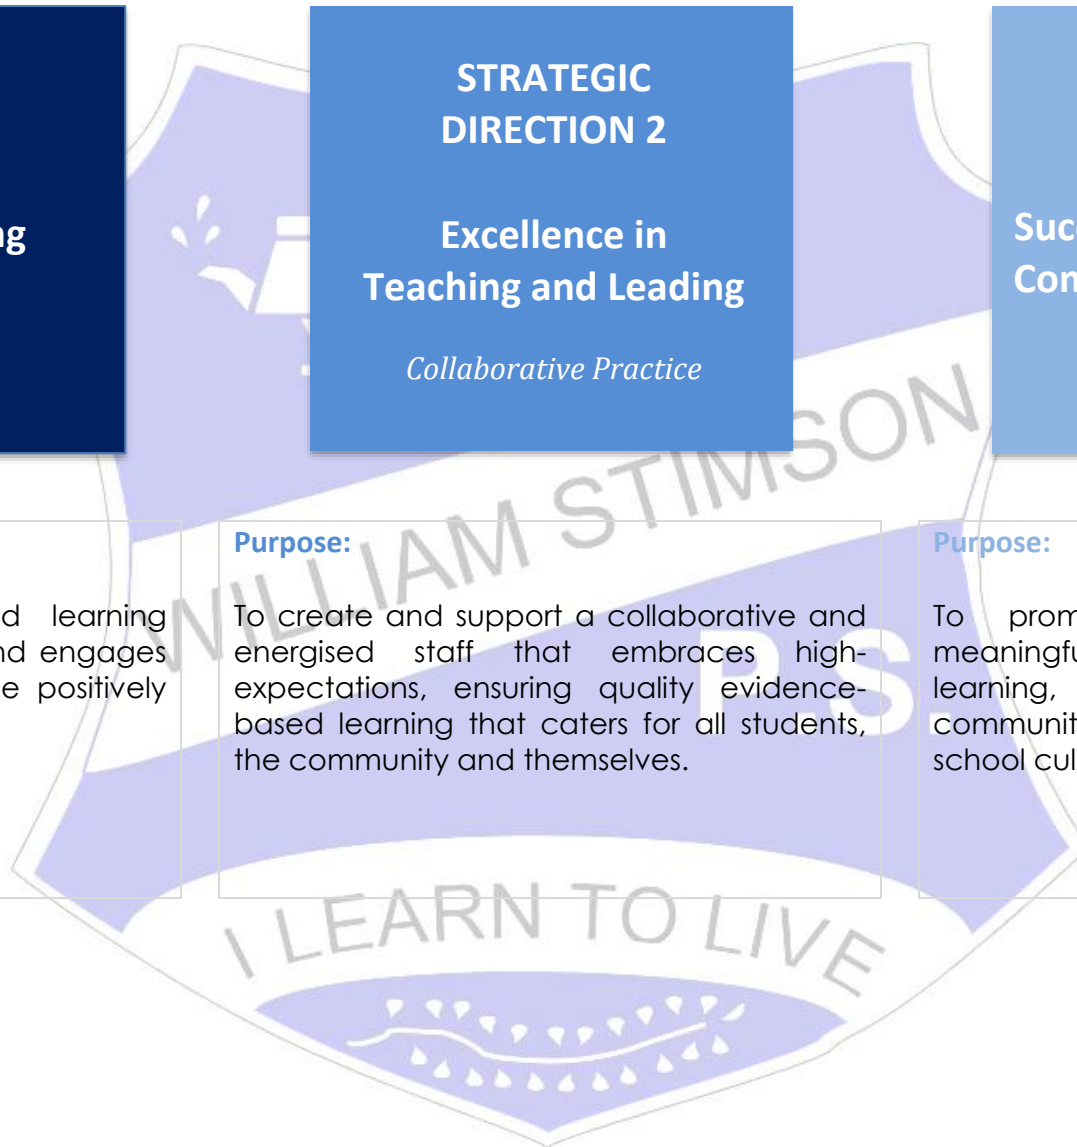 STRATEGIC
DIRECTION 2
Excellence in
Teaching and Leading
Collaborative Practice
Purpose:
learning
engages
positively
Purpose:
To create and support a collaborative and
energised staff that embraces high-
expectations, ensuring quality evidence-
based learning that caters for all students,
the community and themselves.
To
learning,
school
WILLIAM STIMSON
P.S.
I LEARN TO LIVE